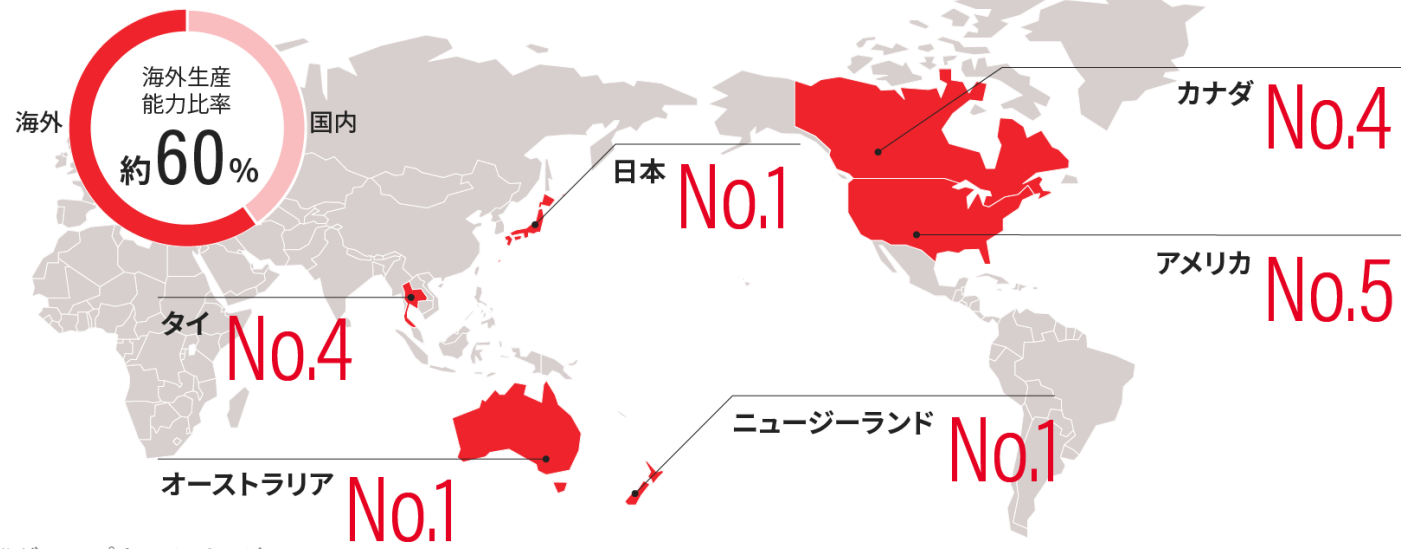 海外生産
能力比率
約60%
海外
国内
日本 No.1
カナダ No.4
アメリカ No.5
タイ No.4
ニュージーランド No.1
オーストラリア No.1